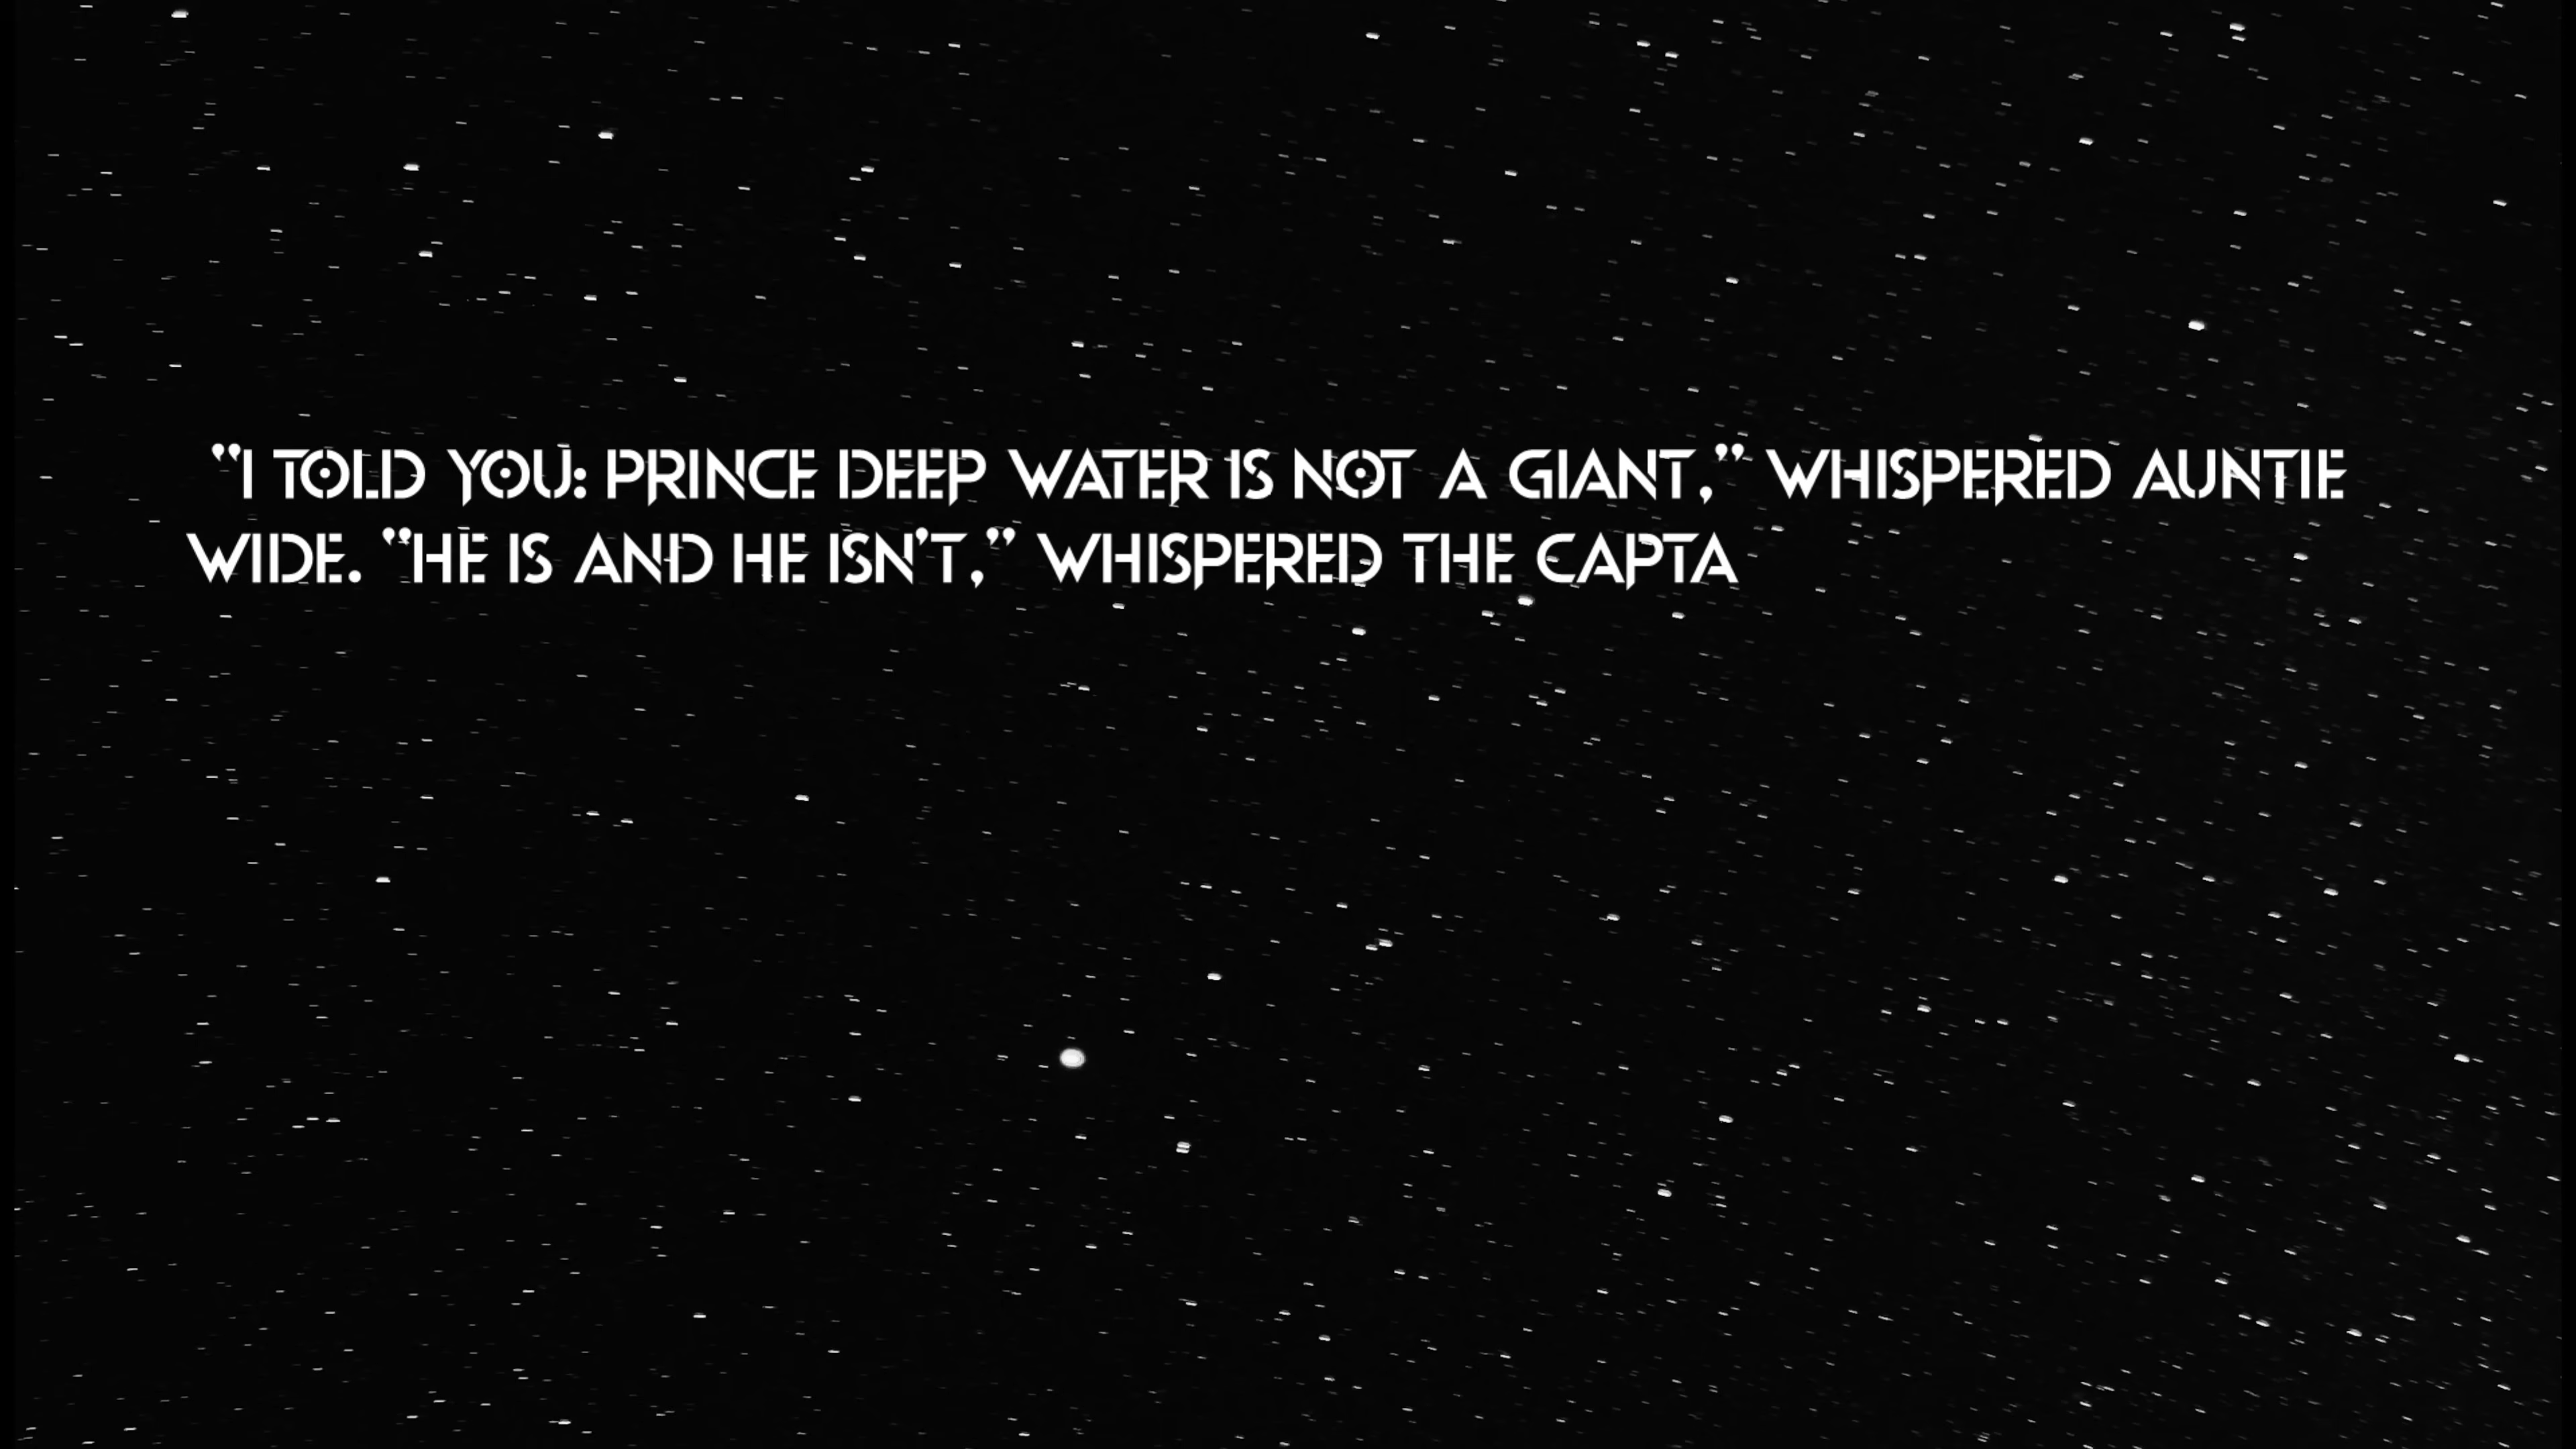 “I TOLD YOU: PRINCE DEEP WATER IS NOT A GIANT,” WHISPERED AUNTIE
WIDE. “HE IS AND HE ISN’T,” WHISPERED THE CAPTA